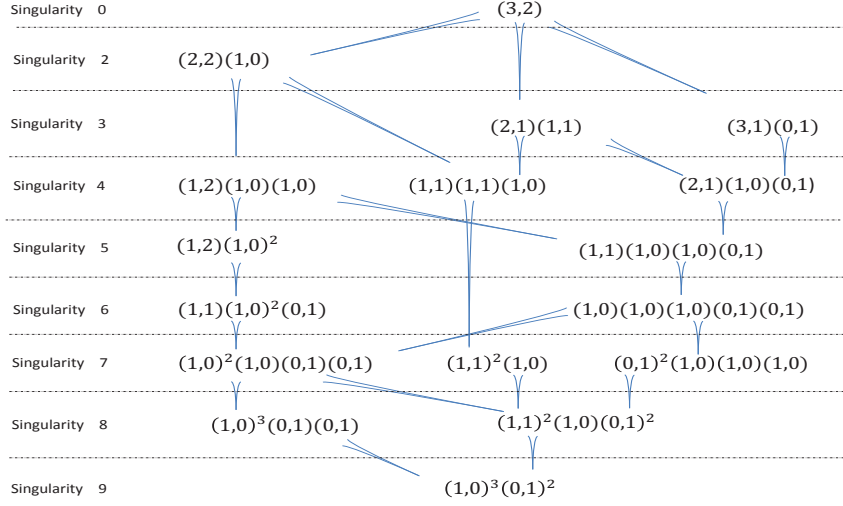 Singularity 0 (3,2)
Singularity 2 (2,2)(1,0)
Singularity 3 (2,1)(1,1) (3,1)(0,1)
Singularity 4 (1,2)(1,0)(1,0) (1,1)(1,1)(1,0) (2,1)(1,0)(0,1)
Singularity 5 (1,2)(1,0)² (1,1)(1,0)(1,0)(0,1)
Singularity 6 (1,1)(1,0)²(0,1) (1,0)(1,0)(1,0)(0,1)(0,1)
Singularity 7 (1,0)²(1,0)(0,1)(0,1) (1,1)²(1,0) (0,1)²(1,0)(1,0)(1,0)
Singularity 8 (1,0)³(0,1)(0,1) (1,1)²(1,0)(0,1)²
Singularity 9 (1,0)³(0,1)²